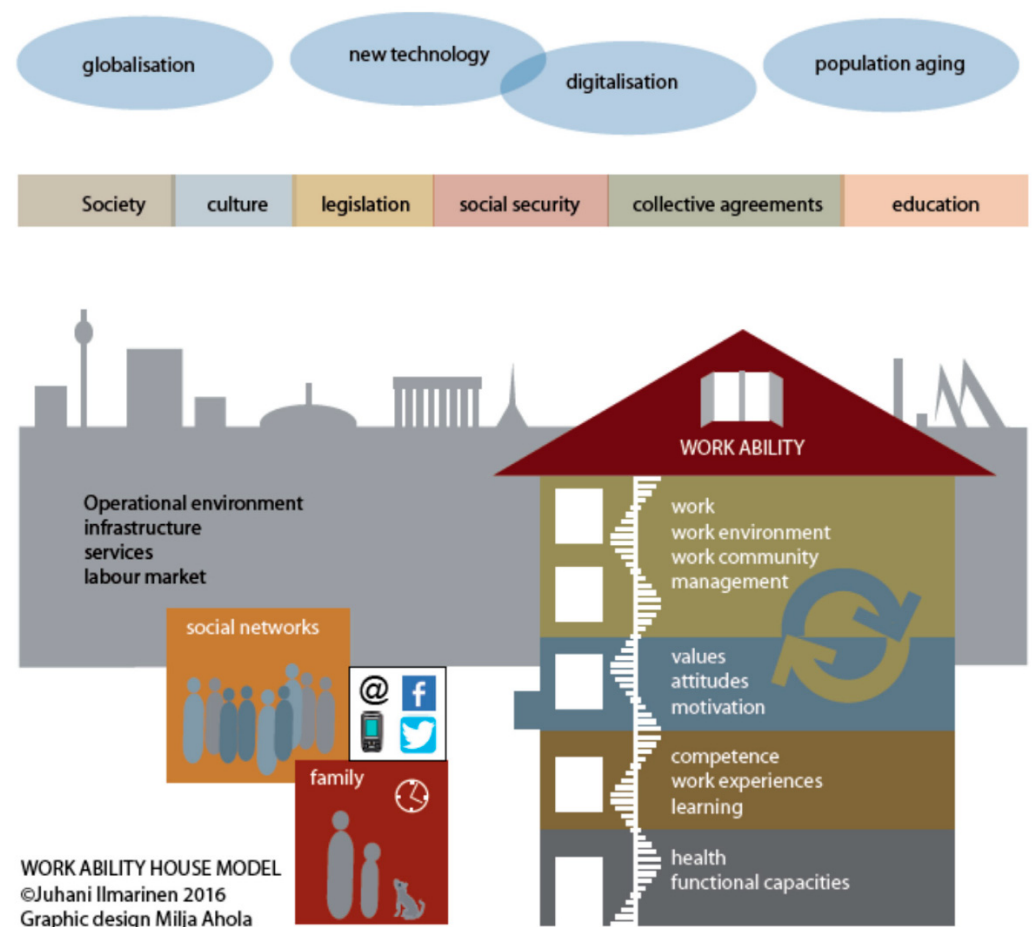 globalisation
new technology
digitalisation
population aging
Society
culture
legislation
social security
collective agreements
education
WORK ABILITY
Operational environment
infrastructure
services
labour market
work
work environment
work community
management
social networks
@
f
values
attitudes
motivation
family
competence
work experiences
learning
health
functional capacities
WORK ABILITY HOUSE MODEL
©Juhani Ilmarinen 2016
Graphic design Milja Ahola